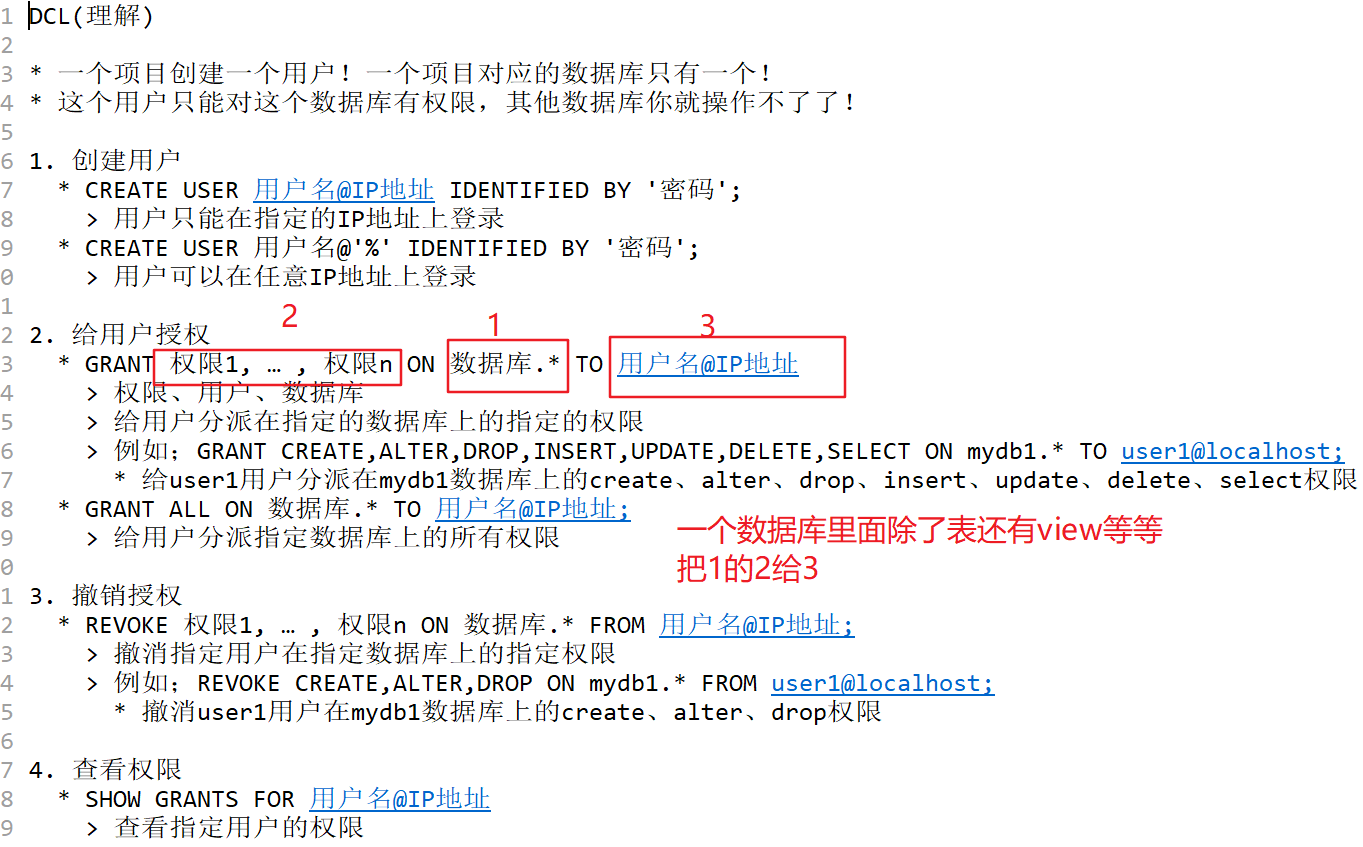 1 DCL(理解)
2
3 * 一个项目创建一个用户！一个项目对应的数据库只有一个！
4 * 这个用户只能对这个数据库有权限，其他数据库你就操作不了了！
5
6 1. 创建用户
7 * CREATE USER 用户名@IP地址 IDENTIFIED BY '密码';
8 > 用户只能在指定的IP地址上登录
9 * CREATE USER 用户名@'%' IDENTIFIED BY '密码';
0 > 用户可以在任意IP地址上登录
1
2 2. 给用户授权
2 1 3
3 * GRANT 权限1, … , 权限n ON 数据库.* TO 用户名@IP地址
4 > 权限、用户、数据库
5 > 给用户分派在指定的数据库上的指定的权限
6 > 例如；GRANT CREATE,ALTER,DROP,INSERT,UPDATE,DELETE,SELECT ON mydb1.* TO user1@localhost;
7 * 给user1用户分派在mydb1数据库上的create、alter、drop、insert、update、delete、select权限
8 * GRANT ALL ON 数据库.* TO 用户名@IP地址;
9 > 给用户分派指定数据库上的所有权限
一个数据库里面除了表还有view等等
把1的2给3
0
1 3. 撤销授权
2 * REVOKE 权限1, … , 权限n ON 数据库.* FROM 用户名@IP地址;
3 > 撤消指定用户在指定数据库上的指定权限
4 > 例如；REVOKE CREATE,ALTER,DROP ON mydb1.* FROM user1@localhost;
5 * 撤消user1用户在mydb1数据库上的create、alter、drop权限
6
7 4. 查看权限
8 * SHOW GRANTS FOR 用户名@IP地址
9 > 查看指定用户的权限